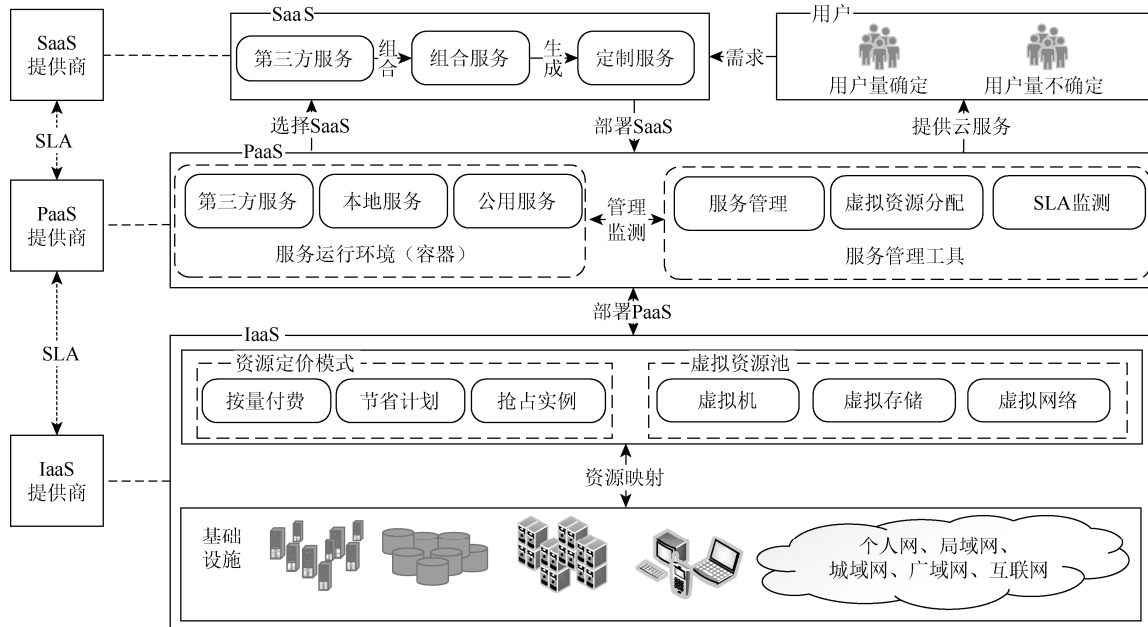 SaaS
用户
SaaS
提供商
第三方服务
组合
组合服务
生成
定制服务
需求
用户量确定
用户量不确定
SLA
选择SaaS
部署SaaS
提供云服务
PaaS
PaaS
提供商
第三方服务
本地服务
公用服务
服务运行环境（容器）
管理
监测
服务管理
虚拟资源分配
SLA监测
服务管理工具
部署PaaS
SLA
IaaS
资源定价模式
按量付费
节省计划
抢占实例
虚拟资源池
虚拟机
虚拟存储
虚拟网络
IaaS
提供商
资源映射
基础
设施
个人网、局域网、
城域网、广域网、互联网